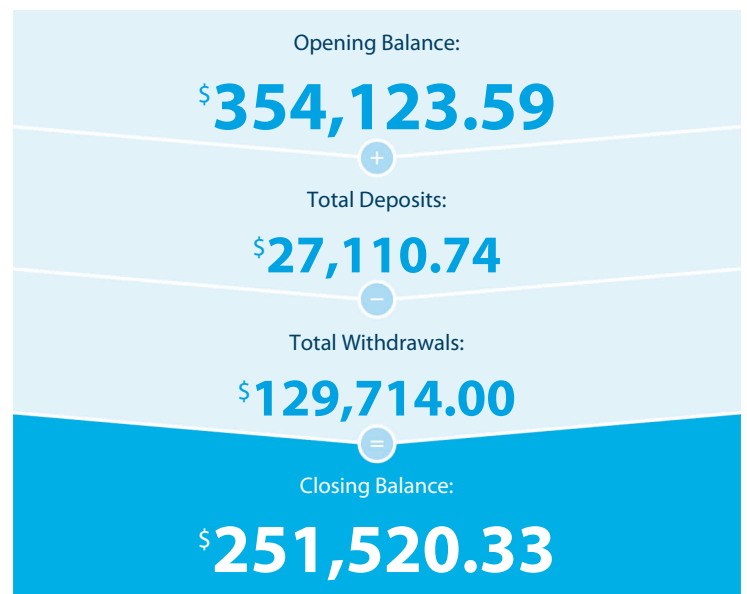 Opening Balance:
$354,123.59
+
Total Deposits:
$27,110.74
−
Total Withdrawals:
$129,714.00
=
Closing Balance:
$251,520.33